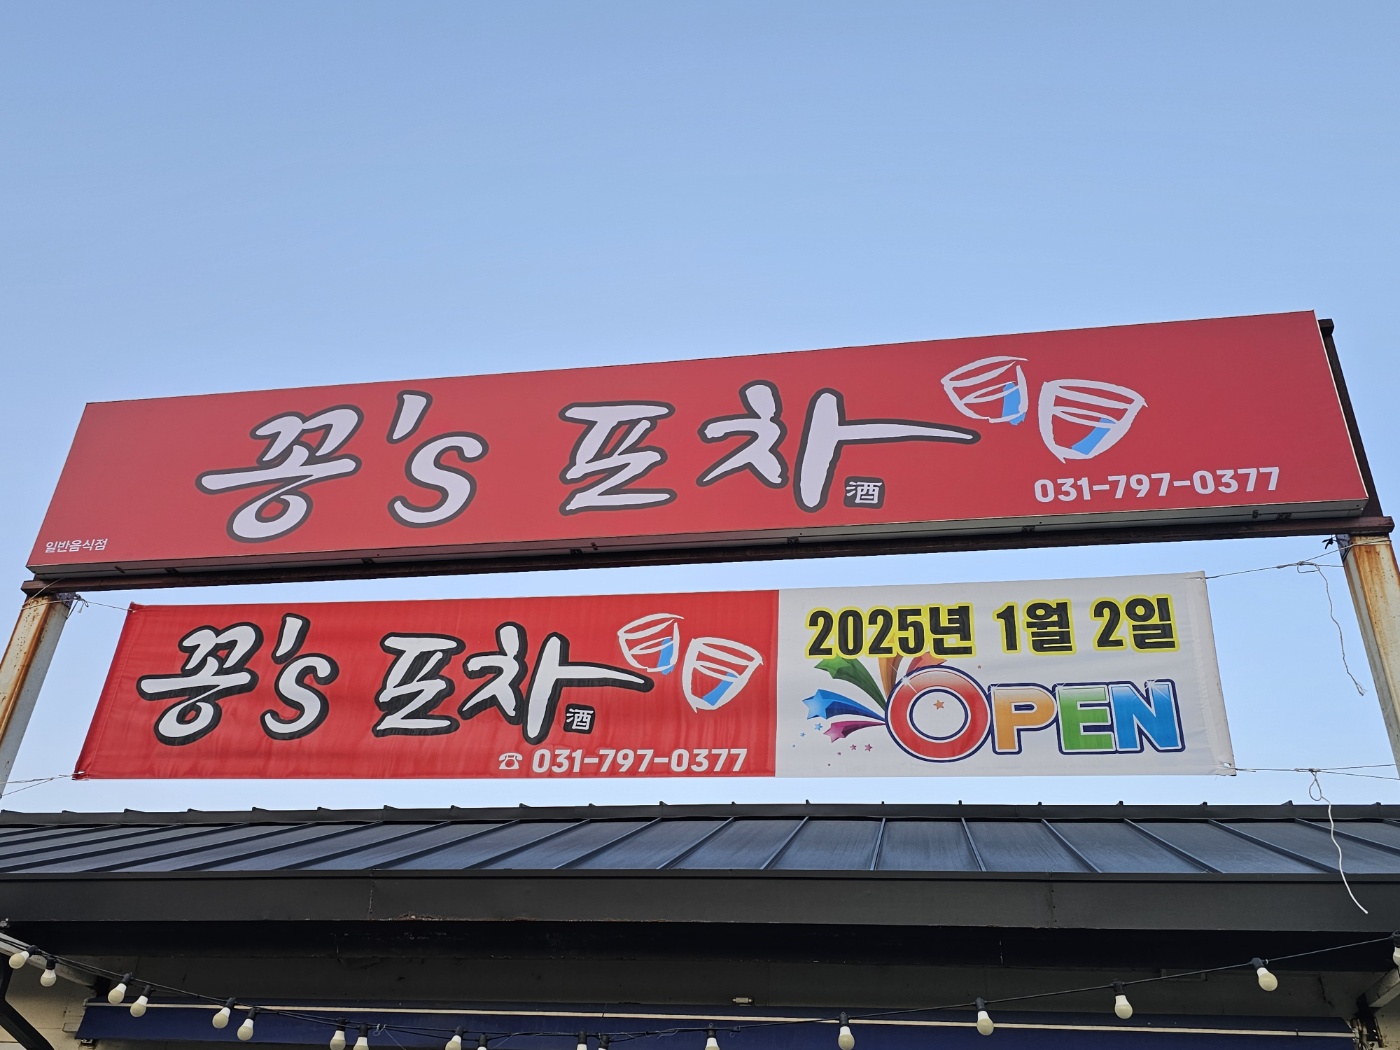 꽁's 포차
酒
031-797-0377
일반음식점
꽁's 포차
酒
☎ 031-797-0377
2025년 1월 2일
OPEN